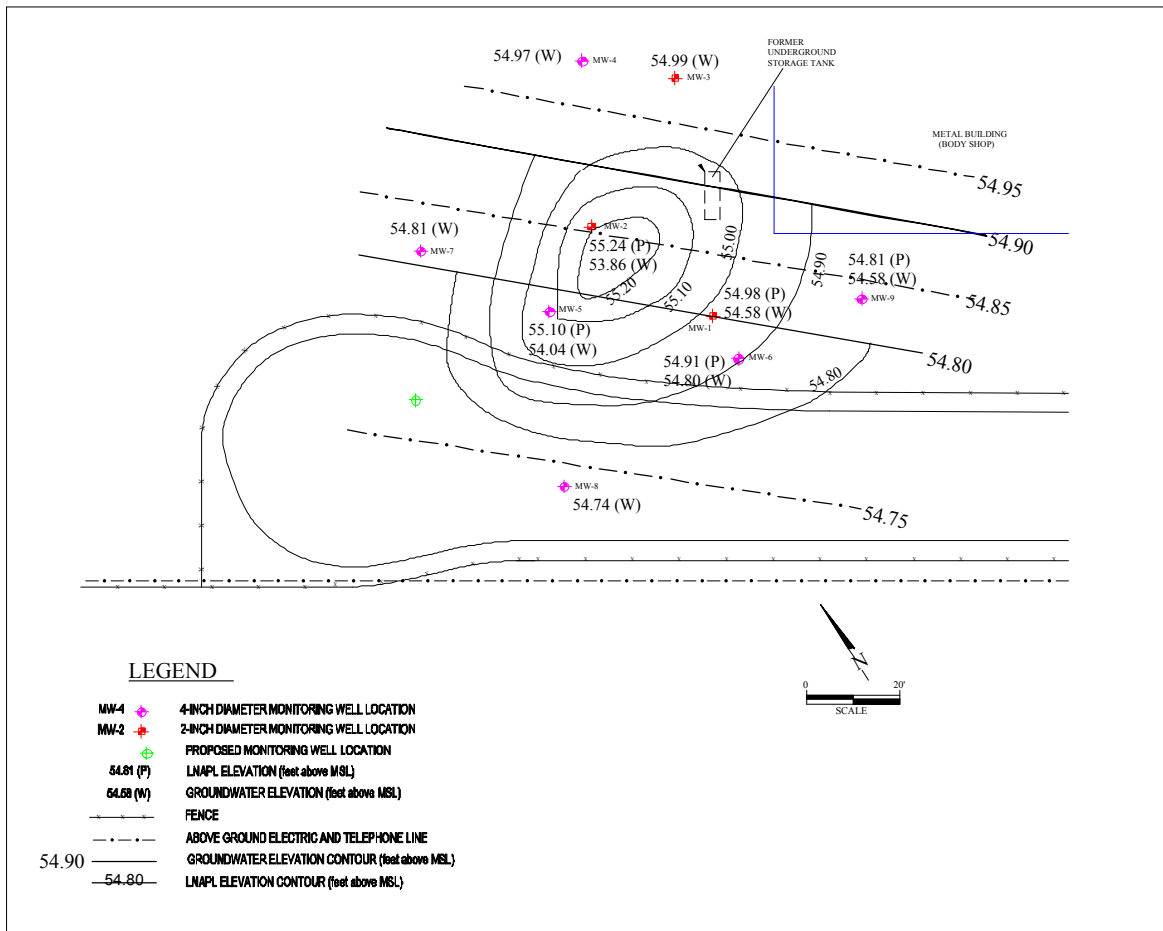 FORMER
UNDERGROUND
STORAGE TANK
54.97 (W)
MW-4
54.99 (W)
MW-3
METAL BUILDING
(BODY SHOP)
54.95
54.81 (W)
MW-7
MW-2
55.24 (P)
53.86 (W)
55.00
54.90
54.90
54.81 (P)
54.58 (W)
MW-9
54.85
55.20
55.10
54.98 (P)
54.58 (W)
MW-1
MW-5
55.10 (P)
54.04 (W)
MW-6
54.91 (P)
54.80 (W)
54.80
54.80
MW-8
54.74 (W)
54.75
N
0 20'
SCALE
LEGEND
MW-4 4-INCH DIAMETER MONITORING WELL LOCATION
MW-2 2-INCH DIAMETER MONITORING WELL LOCATION
PROPOSED MONITORING WELL LOCATION
54.81 (P) LNAPL ELEVATION (feet above MSL)
54.58 (W) GROUNDWATER ELEVATION (feet above MSL)
FENCE
ABOVE GROUND ELECTRIC AND TELEPHONE LINE
54.90 GROUNDWATER ELEVATION CONTOUR (feet above MSL)
54.80 LNAPL ELEVATION CONTOUR (feet above MSL)